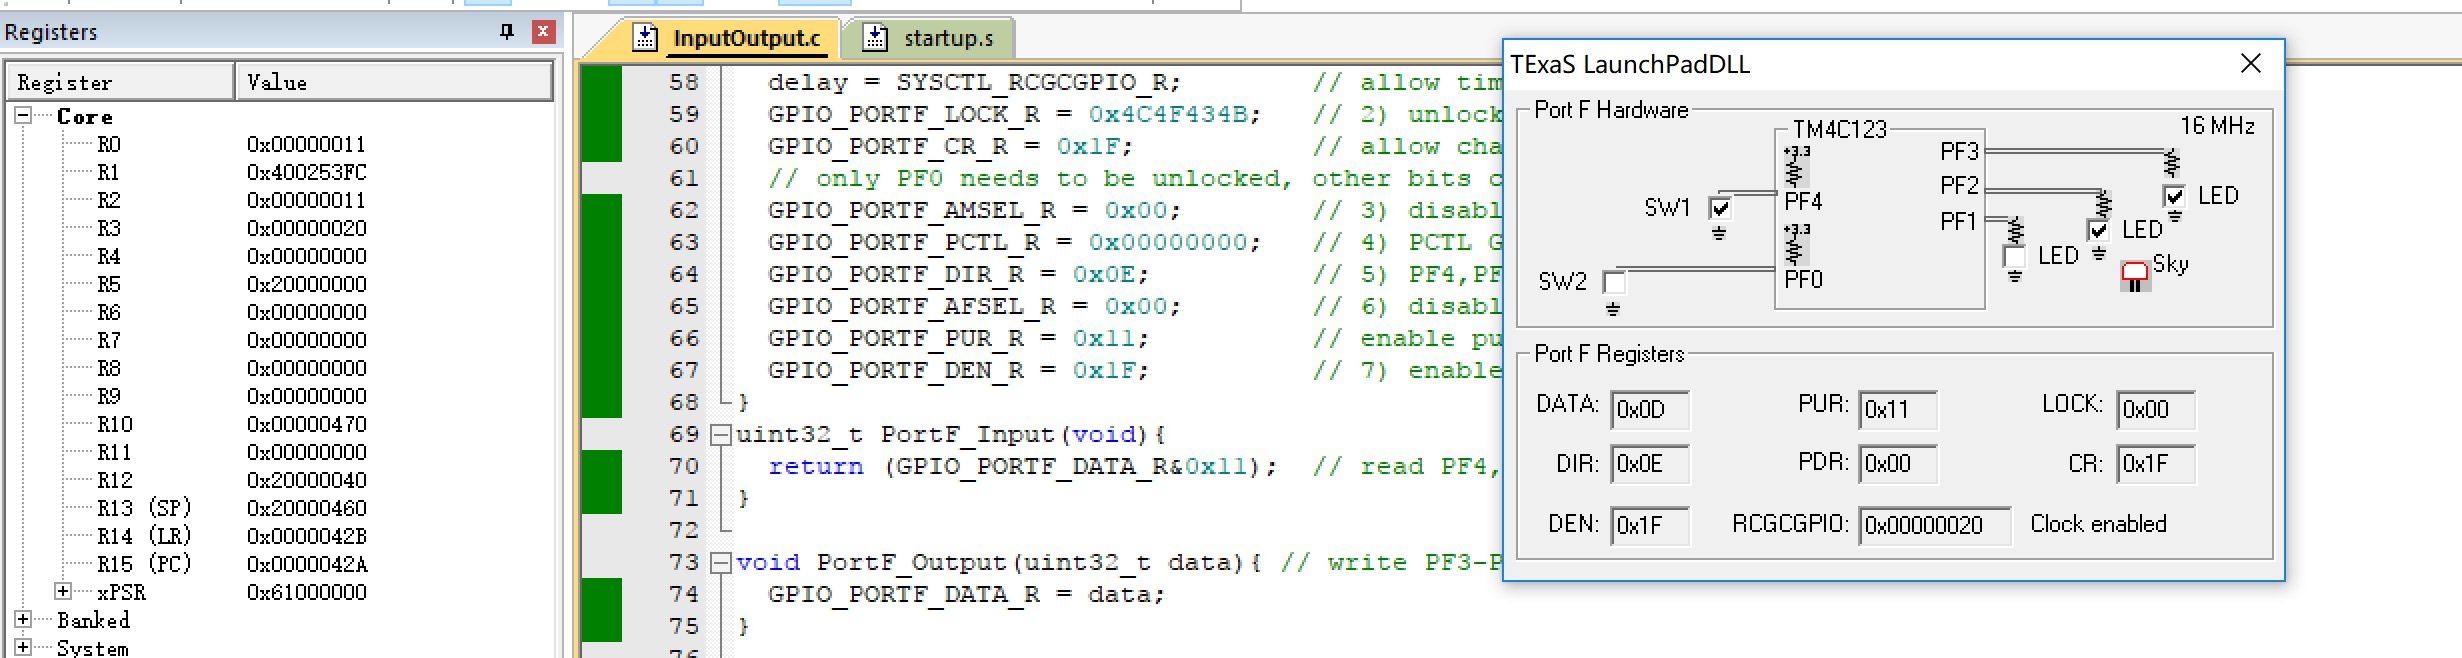 Registers
Register Value
Core
R0 0x00000011
R1 0x400253FC
R2 0x00000011
R3 0x00000020
R4 0x00000000
R5 0x20000000
R6 0x00000000
R7 0x00000000
R8 0x00000000
R9 0x00000000
R10 0x00000470
R11 0x00000000
R12 0x20000040
R13 (SP) 0x20000460
R14 (LR) 0x0000042B
R15 (PC) 0x0000042A
xPSR 0x61000000
Banked
System
InputOutput.c startup.s
58 delay = SYSCTL_RCGCGPIO_R; // allow tim
59 GPIO_PORTF_LOCK_R = 0x4C4F434B; // 2) unlock
60 GPIO_PORTF_CR_R = 0x1F; // allow cha
61 // only PF0 needs to be unlocked, other bits c
62 GPIO_PORTF_AMSEL_R = 0x00; // 3) disabl
63 GPIO_PORTF_PCTL_R = 0x00000000; // 4) PCTL G
64 GPIO_PORTF_DIR_R = 0x0E; // 5) PF4,PF
65 GPIO_PORTF_AFSEL_R = 0x00; // 6) disabl
66 GPIO_PORTF_PUR_R = 0x11; // enable pu
67 GPIO_PORTF_DEN_R = 0x1F; // 7) enable
68 }
69 uint32_t PortF_Input(void){
70 return (GPIO_PORTF_DATA_R&0x11); // read PF4,
71 }
72
73 void PortF_Output(uint32_t data){ // write PF3-P
74 GPIO_PORTF_DATA_R = data;
75 }
76
TExaS LaunchPadDLL
Port F Hardware
16 MHz
TM4C123
+3.3
PF3
PF2
PF1
SW1
PF4
+3.3
SW2
PF0
LED
LED
LED
Sky
Port F Registers
DATA: 0x0D PUR: 0x11 LOCK: 0x00
DIR: 0x0E PDR: 0x00 CR: 0x1F
DEN: 0x1F RCGCGPIO: 0x00000020 Clock enabled